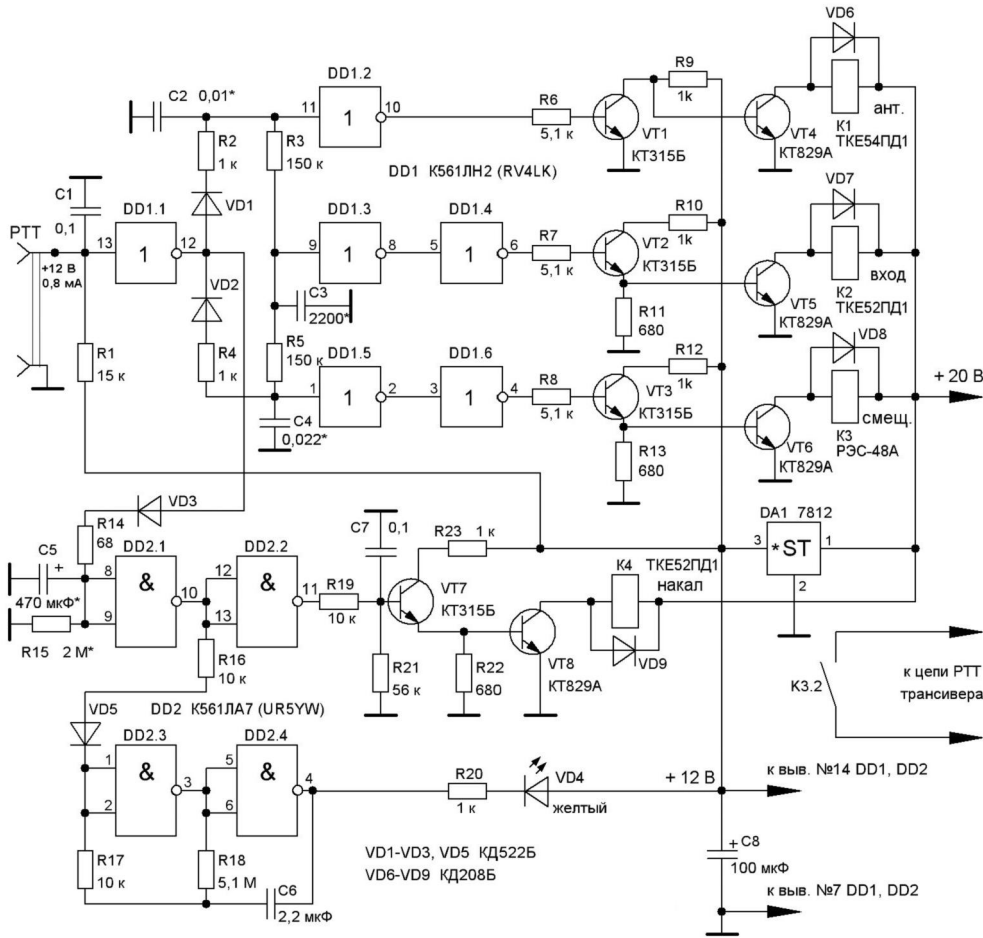 VD6
DD1.2
C2 0,01*
R9
11
10
1
R6
1k
5,1 к
VT1
КТ315Б
VT4
КТ829А
ант.
К1
ТКЕ54ПД1
R2
1 к
R3
150 к
DD1 К561ЛН2 (RV4LK)
C1
0,1
VD1
VD7
DD1.1
DD1.3
DD1.4
R10
РТТ
13
12
9
8
5
6
R7
VT2
1k
+12 В
0,8 мА
1
1
1
5,1к
КТ315Б
VD2
C3
2200*
R11
680
VT5
КТ829А
вход
К2
ТКЕ52ПД1
VD8
R1
15 к
R4
1 к
R5
150 к
DD1.5
DD1.6
R12
1
2
3
4
R8
1k
+ 20 В
1
1
5,1 к
VT3
КТ315Б
C4
0,022*
R13
680
VT6
КТ829А
смещ.
К3
РЭС-48А
VD3
R14
68
C7
0,1
R23 1 к
DA1 7812
C5
+
DD2.1
DD2.2
3
*ST
1
К4
ТКЕ52ПД1
накал
8
&
12
&
2
470 мкФ*
10
11
R19
VT7
КТ315Б
9
13
10 к
R15 2 М*
R16
10 к
R21
56 к
R22
680
VT8
КТ829А
VD9
К3.2
к цепи РТТ
трансивера
VD5
DD2 К561ЛА7 (UR5YW)
DD2.3
DD2.4
1
&
5
&
3
4
R20
VD4
+ 12 В
к выв. №14 DD1, DD2
2
6
1 к
желтый
R17
10 к
R18
5,1 М
C6
2,2 мкФ
VD1-VD3, VD5 КД522Б
VD6-VD9 КД208Б
+
C8
100 мкФ
к выв. №7 DD1, DD2